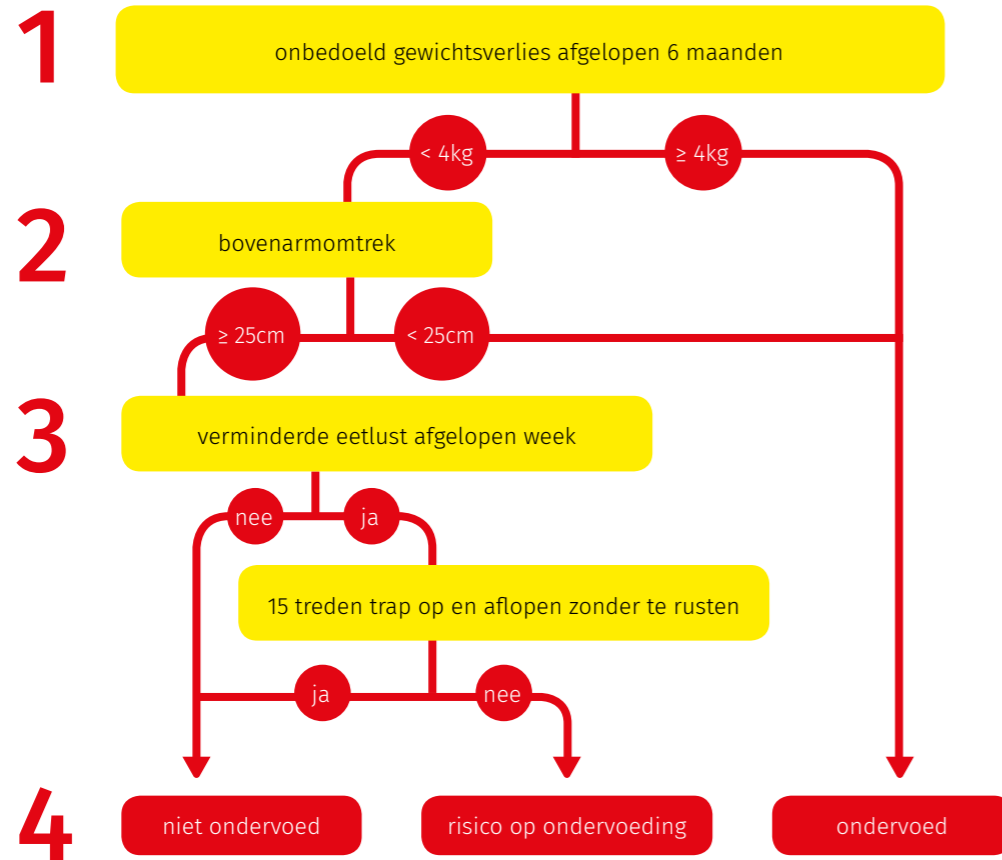 1
onbedoeld gewichtsverlies afgelopen 6 maanden
< 4kg
≥ 4kg
2
bovenarmomtrek
≥ 25cm
< 25cm
3
verminderde eetlust afgelopen week
nee
ja
15 treden trap op en aflopen zonder te rusten
ja
nee
4
niet ondervoed
risico op ondervoeding
ondervoed